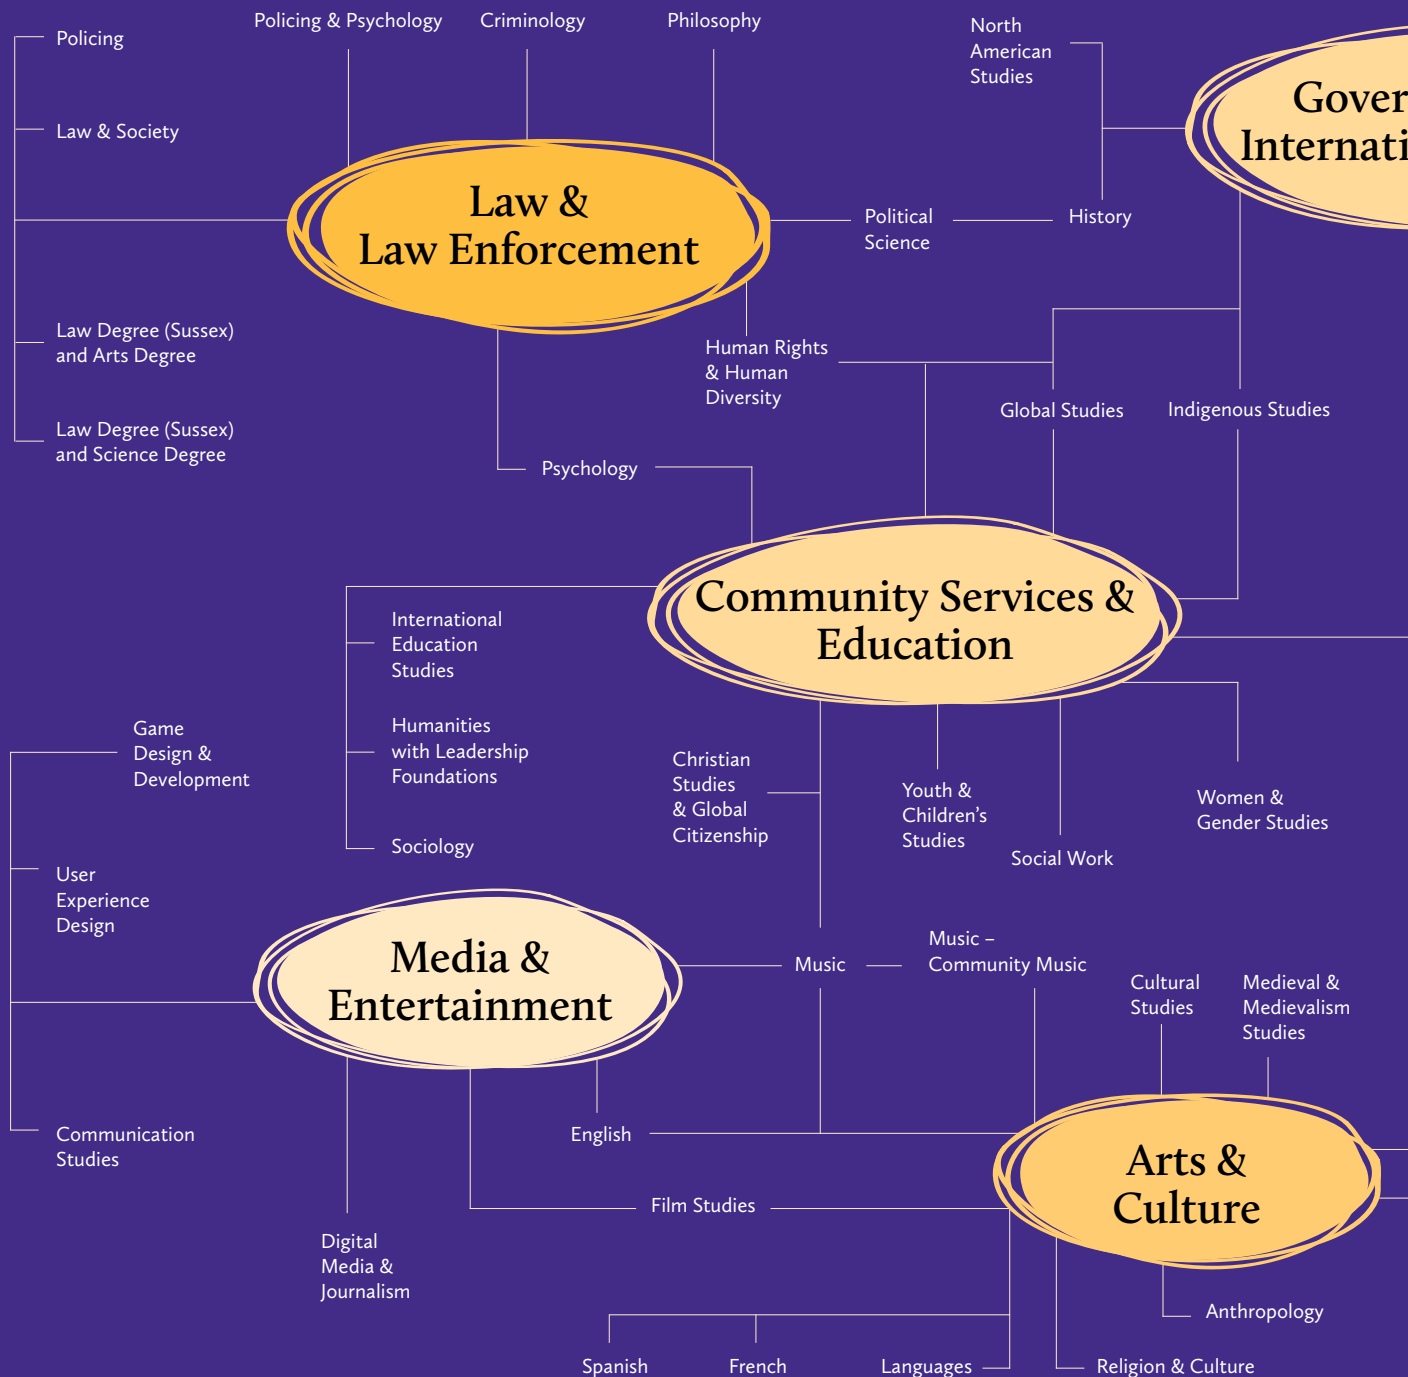 Policing
Policing & Psychology
Criminology
Philosophy
North
American
Studies
Law & Society
Law &
Law Enforcement
Political
Science
History
Law Degree (Sussex)
and Arts Degree
Human Rights
& Human
Diversity
Law Degree (Sussex)
and Science Degree
Global Studies
Indigenous Studies
Psychology
Community Services &
Education
International
Education
Studies
Humanities
with Leadership
Foundations
Sociology
Game
Design &
Development
User
Experience
Design
Christian
Studies
& Global
Citizenship
Youth &
Children’s
Studies
Social Work
Women &
Gender Studies
Media &
Entertainment
Music
Music –
Community Music
Cultural
Studies
Medieval &
Medievalism
Studies
Communication
Studies
English
Arts &
Culture
Film Studies
Digital
Media &
Journalism
Anthropology
Spanish
French
Languages
Religion & Culture